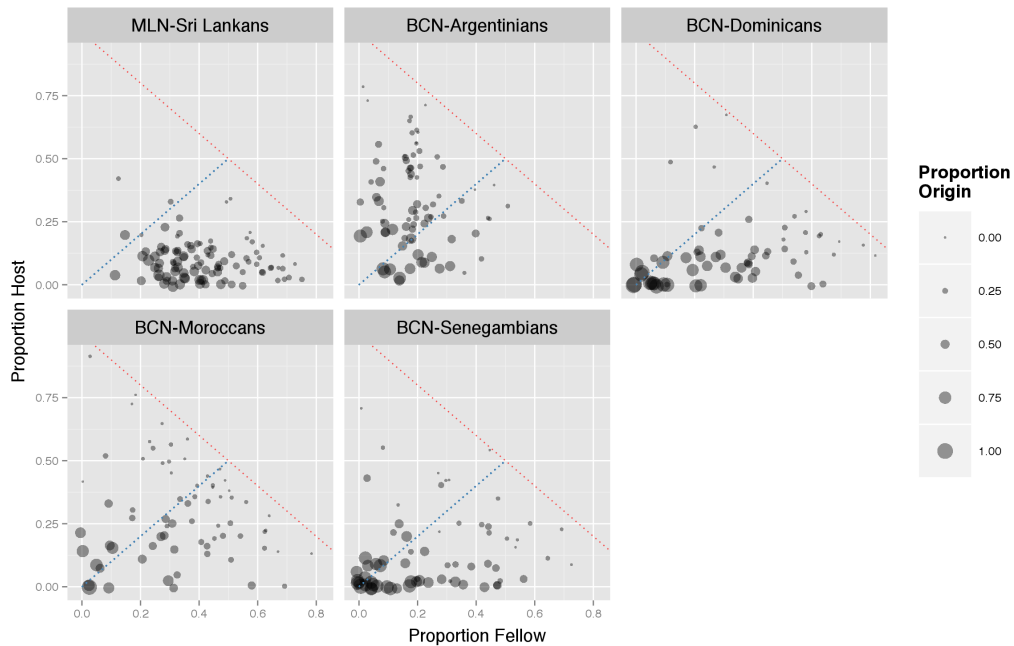 MLN-Sri Lankans
BCN-Argentinians
BCN-Dominicans
0.75
0.50
0.25
0.00
BCN-Moroccans
BCN-Senegambians
0.75
0.50
0.25
0.00
0.0
0.2
0.4
0.6
0.8
0.0
0.2
0.4
0.6
0.8
Proportion Host
Proportion Fellow
Proportion
Origin
0.00
0.25
0.50
0.75
1.00